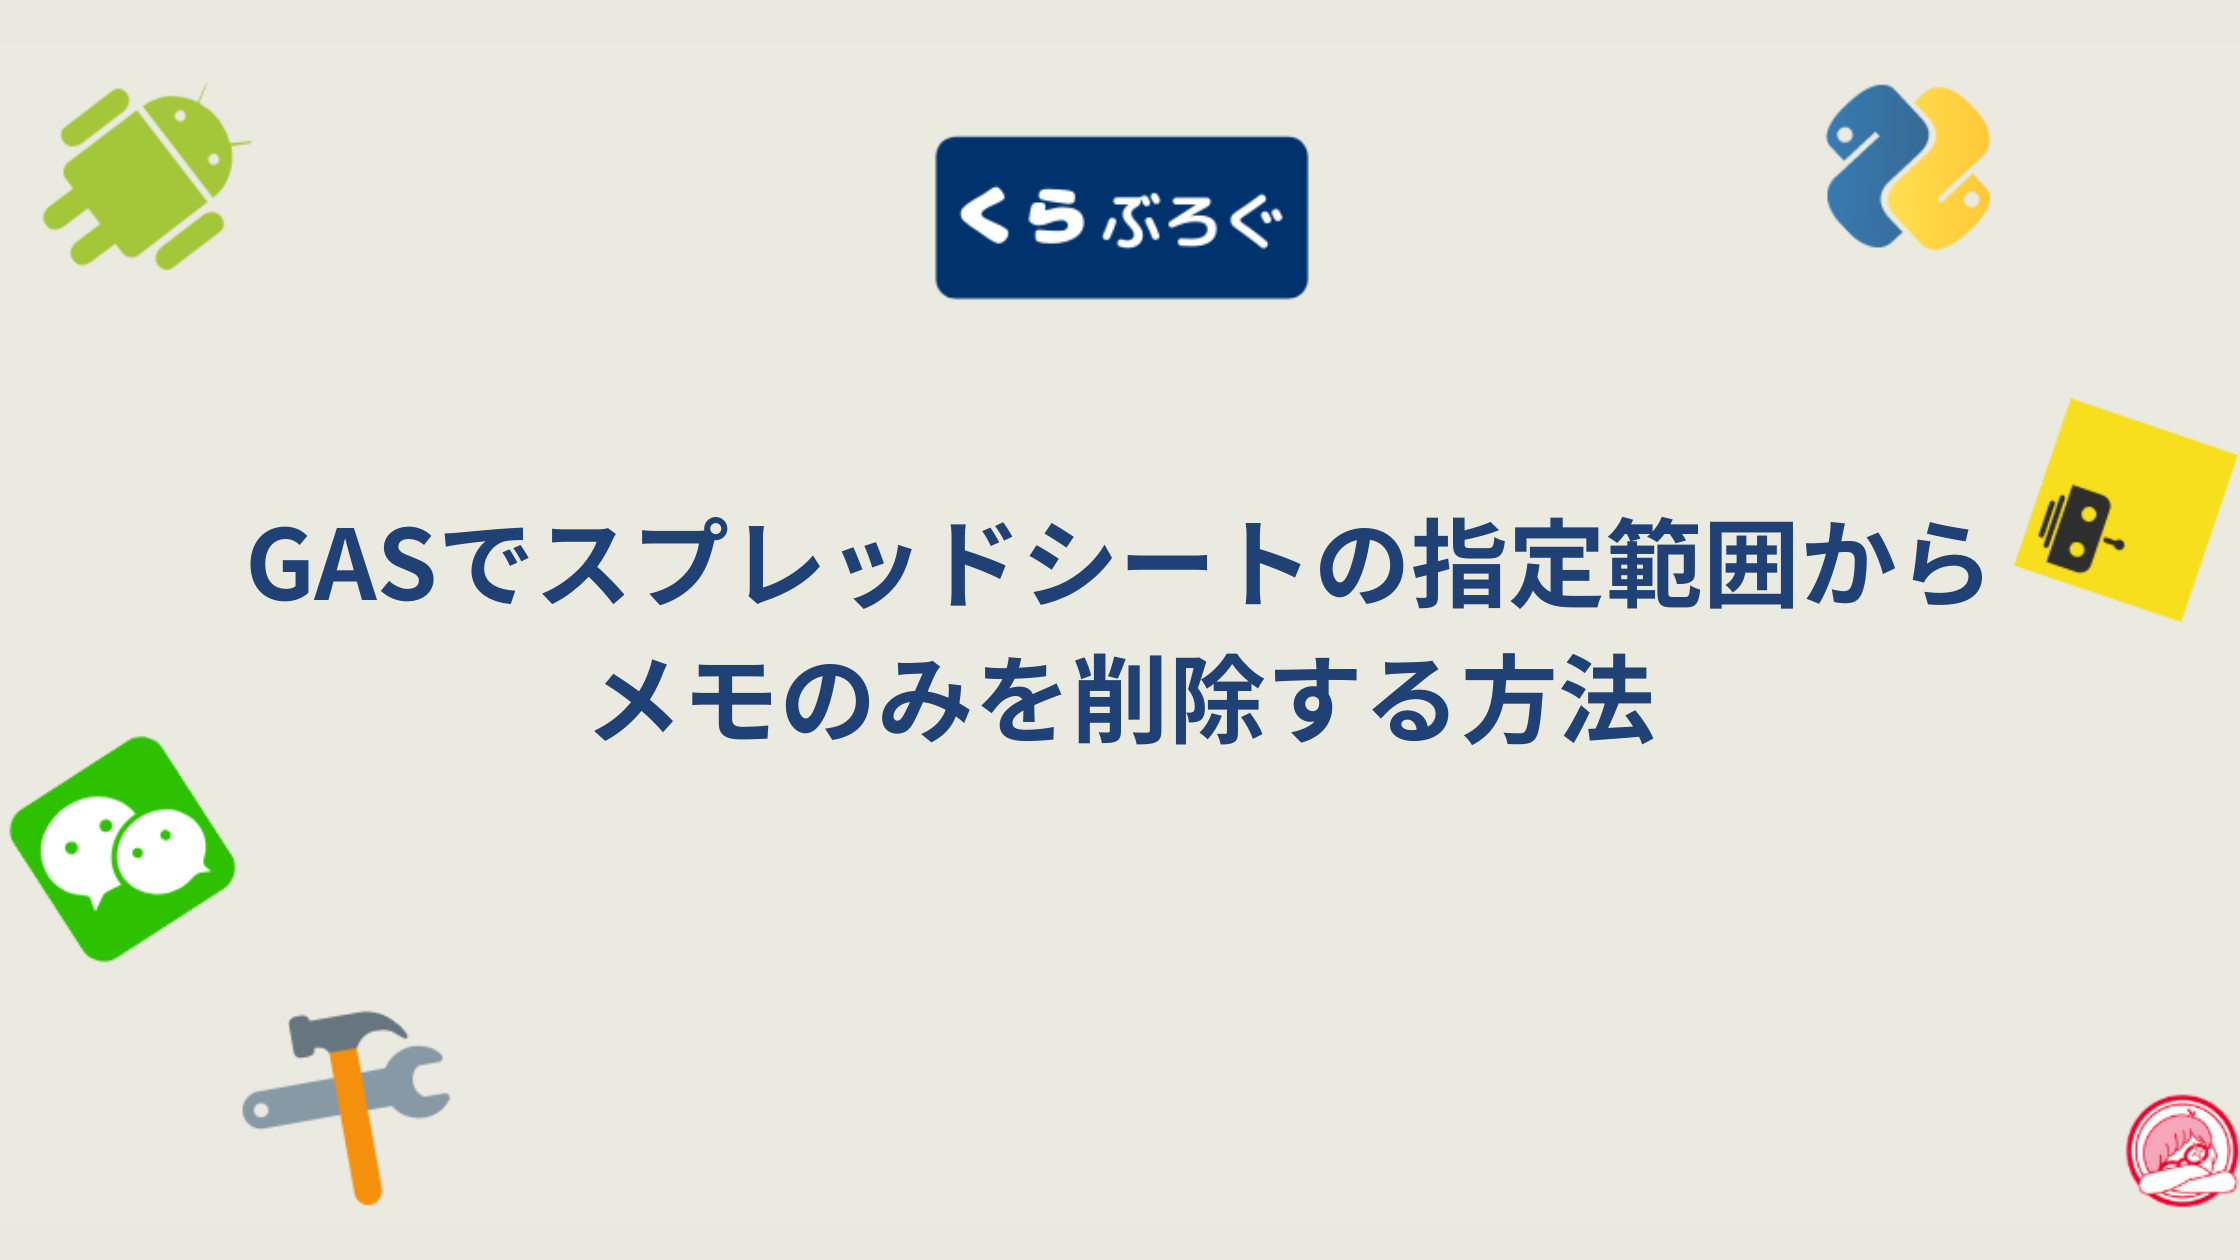 くらぶろぐ
GASでスプレッドシートの指定範囲から
メモのみを削除する方法